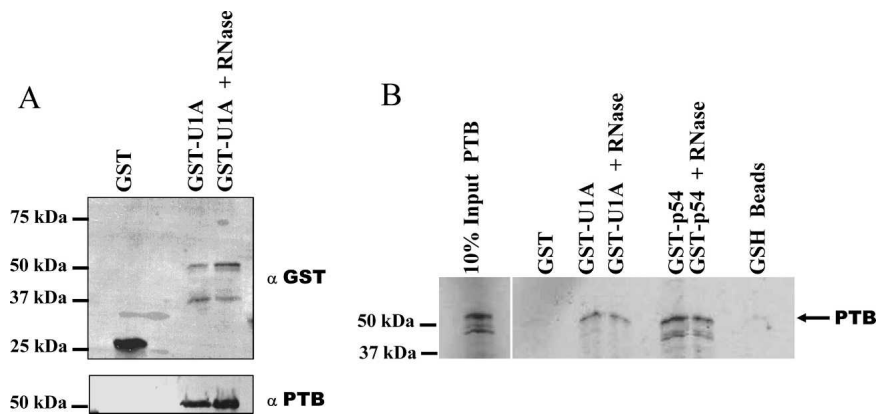 A
GST
GST-U1A
GST-U1A + RNase
75 kDa
50 kDa
37 kDa
25 kDa
α GST
50 kDa
α PTB
B
10% Input PTB
GST
GST-U1A
GST-U1A + RNase
GST-p54
GST-p54 + RNase
GSH Beads
50 kDa
37 kDa
PTB